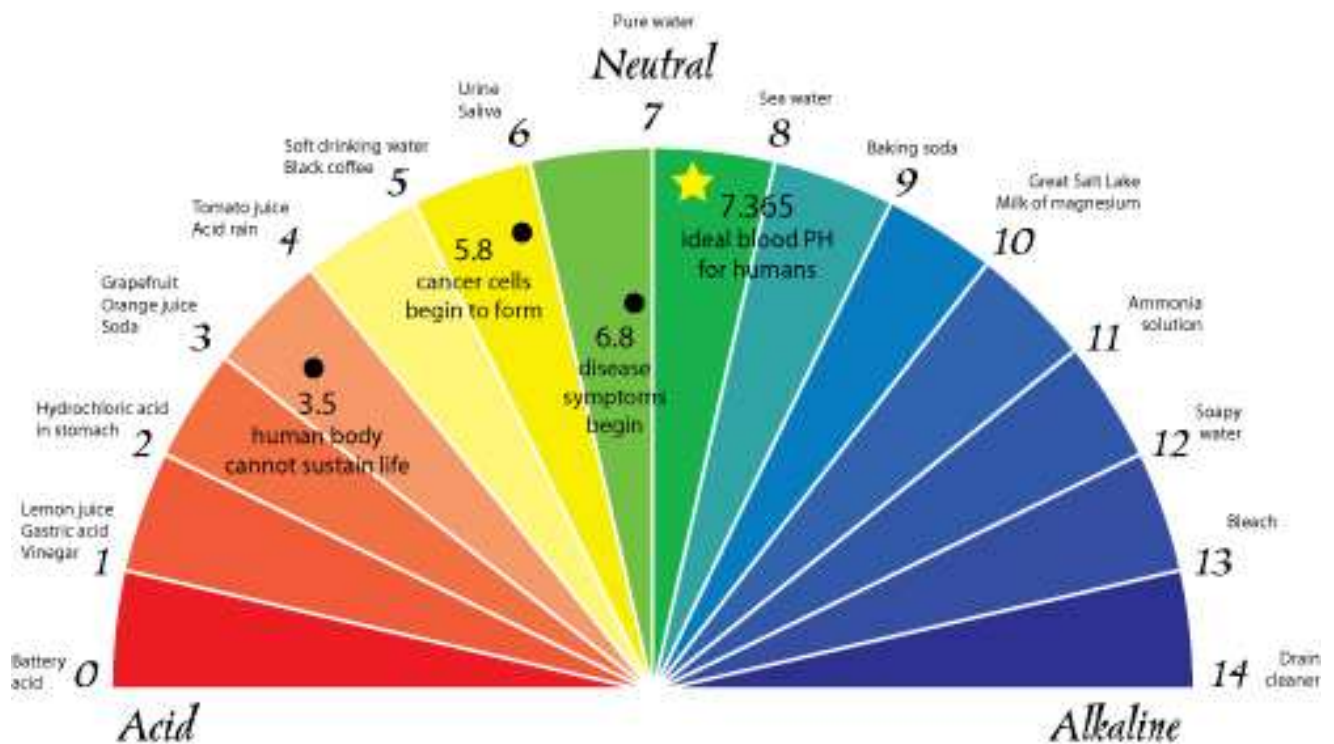 Pure water
Neutral
7
Urine
Saliva
6
Sea water
8
Soft drinking water
Black coffee
5
Baking soda
9
Tomato juice
Acid rain
4
Great Salt Lake
Milk of magnesium
10
Grapefruit
Orange juice
Soda
3
Ammonia
solution
11
Hydrochloric acid
in stomach
2
Soapy
water
12
Lemon juice
Gastric acid
Vinegar
1
Bleach
13
Battery
acid
0
Drain
cleaner
14
7.365
ideal blood PH
for humans
5.8
cancer cells
begin to form
6.8
disease
symptoms
begin
3.5
human body
cannot sustain life
Acid
Alkaline